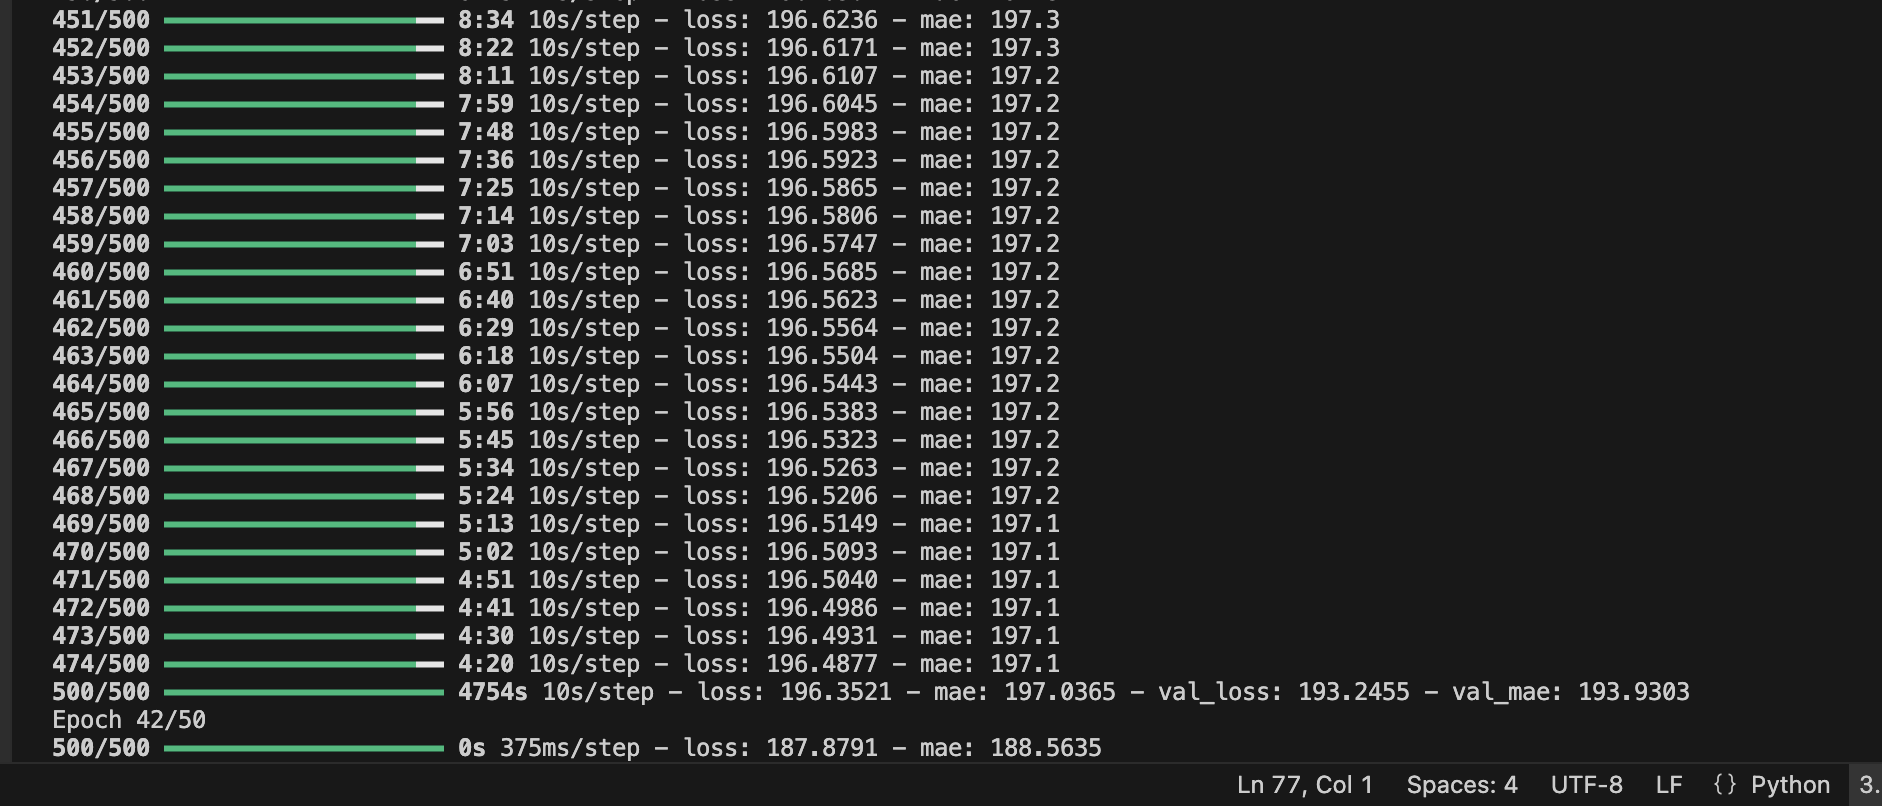 451/500 8:34 10s/step - loss: 196.6236 - mae: 197.3
452/500 8:22 10s/step - loss: 196.6171 - mae: 197.3
453/500 8:11 10s/step - loss: 196.6107 - mae: 197.2
454/500 7:59 10s/step - loss: 196.6045 - mae: 197.2
455/500 7:48 10s/step - loss: 196.5983 - mae: 197.2
456/500 7:36 10s/step - loss: 196.5923 - mae: 197.2
457/500 7:25 10s/step - loss: 196.5865 - mae: 197.2
458/500 7:14 10s/step - loss: 196.5806 - mae: 197.2
459/500 7:03 10s/step - loss: 196.5747 - mae: 197.2
460/500 6:51 10s/step - loss: 196.5685 - mae: 197.2
461/500 6:40 10s/step - loss: 196.5623 - mae: 197.2
462/500 6:29 10s/step - loss: 196.5564 - mae: 197.2
463/500 6:18 10s/step - loss: 196.5504 - mae: 197.2
464/500 6:07 10s/step - loss: 196.5443 - mae: 197.2
465/500 5:56 10s/step - loss: 196.5383 - mae: 197.2
466/500 5:45 10s/step - loss: 196.5323 - mae: 197.2
467/500 5:34 10s/step - loss: 196.5263 - mae: 197.2
468/500 5:24 10s/step - loss: 196.5206 - mae: 197.2
469/500 5:13 10s/step - loss: 196.5149 - mae: 197.1
470/500 5:02 10s/step - loss: 196.5093 - mae: 197.1
471/500 4:51 10s/step - loss: 196.5040 - mae: 197.1
472/500 4:41 10s/step - loss: 196.4986 - mae: 197.1
473/500 4:30 10s/step - loss: 196.4931 - mae: 197.1
474/500 4:20 10s/step - loss: 196.4877 - mae: 197.1
500/500 4754s 10s/step - loss: 196.3521 - mae: 197.0365 - val_loss: 193.2455 - val_mae: 193.9303
Epoch 42/50
500/500 0s 375ms/step - loss: 187.8791 - mae: 188.5635
Ln 77, Col 1 Spaces: 4 UTF-8 LF {} Python 3.